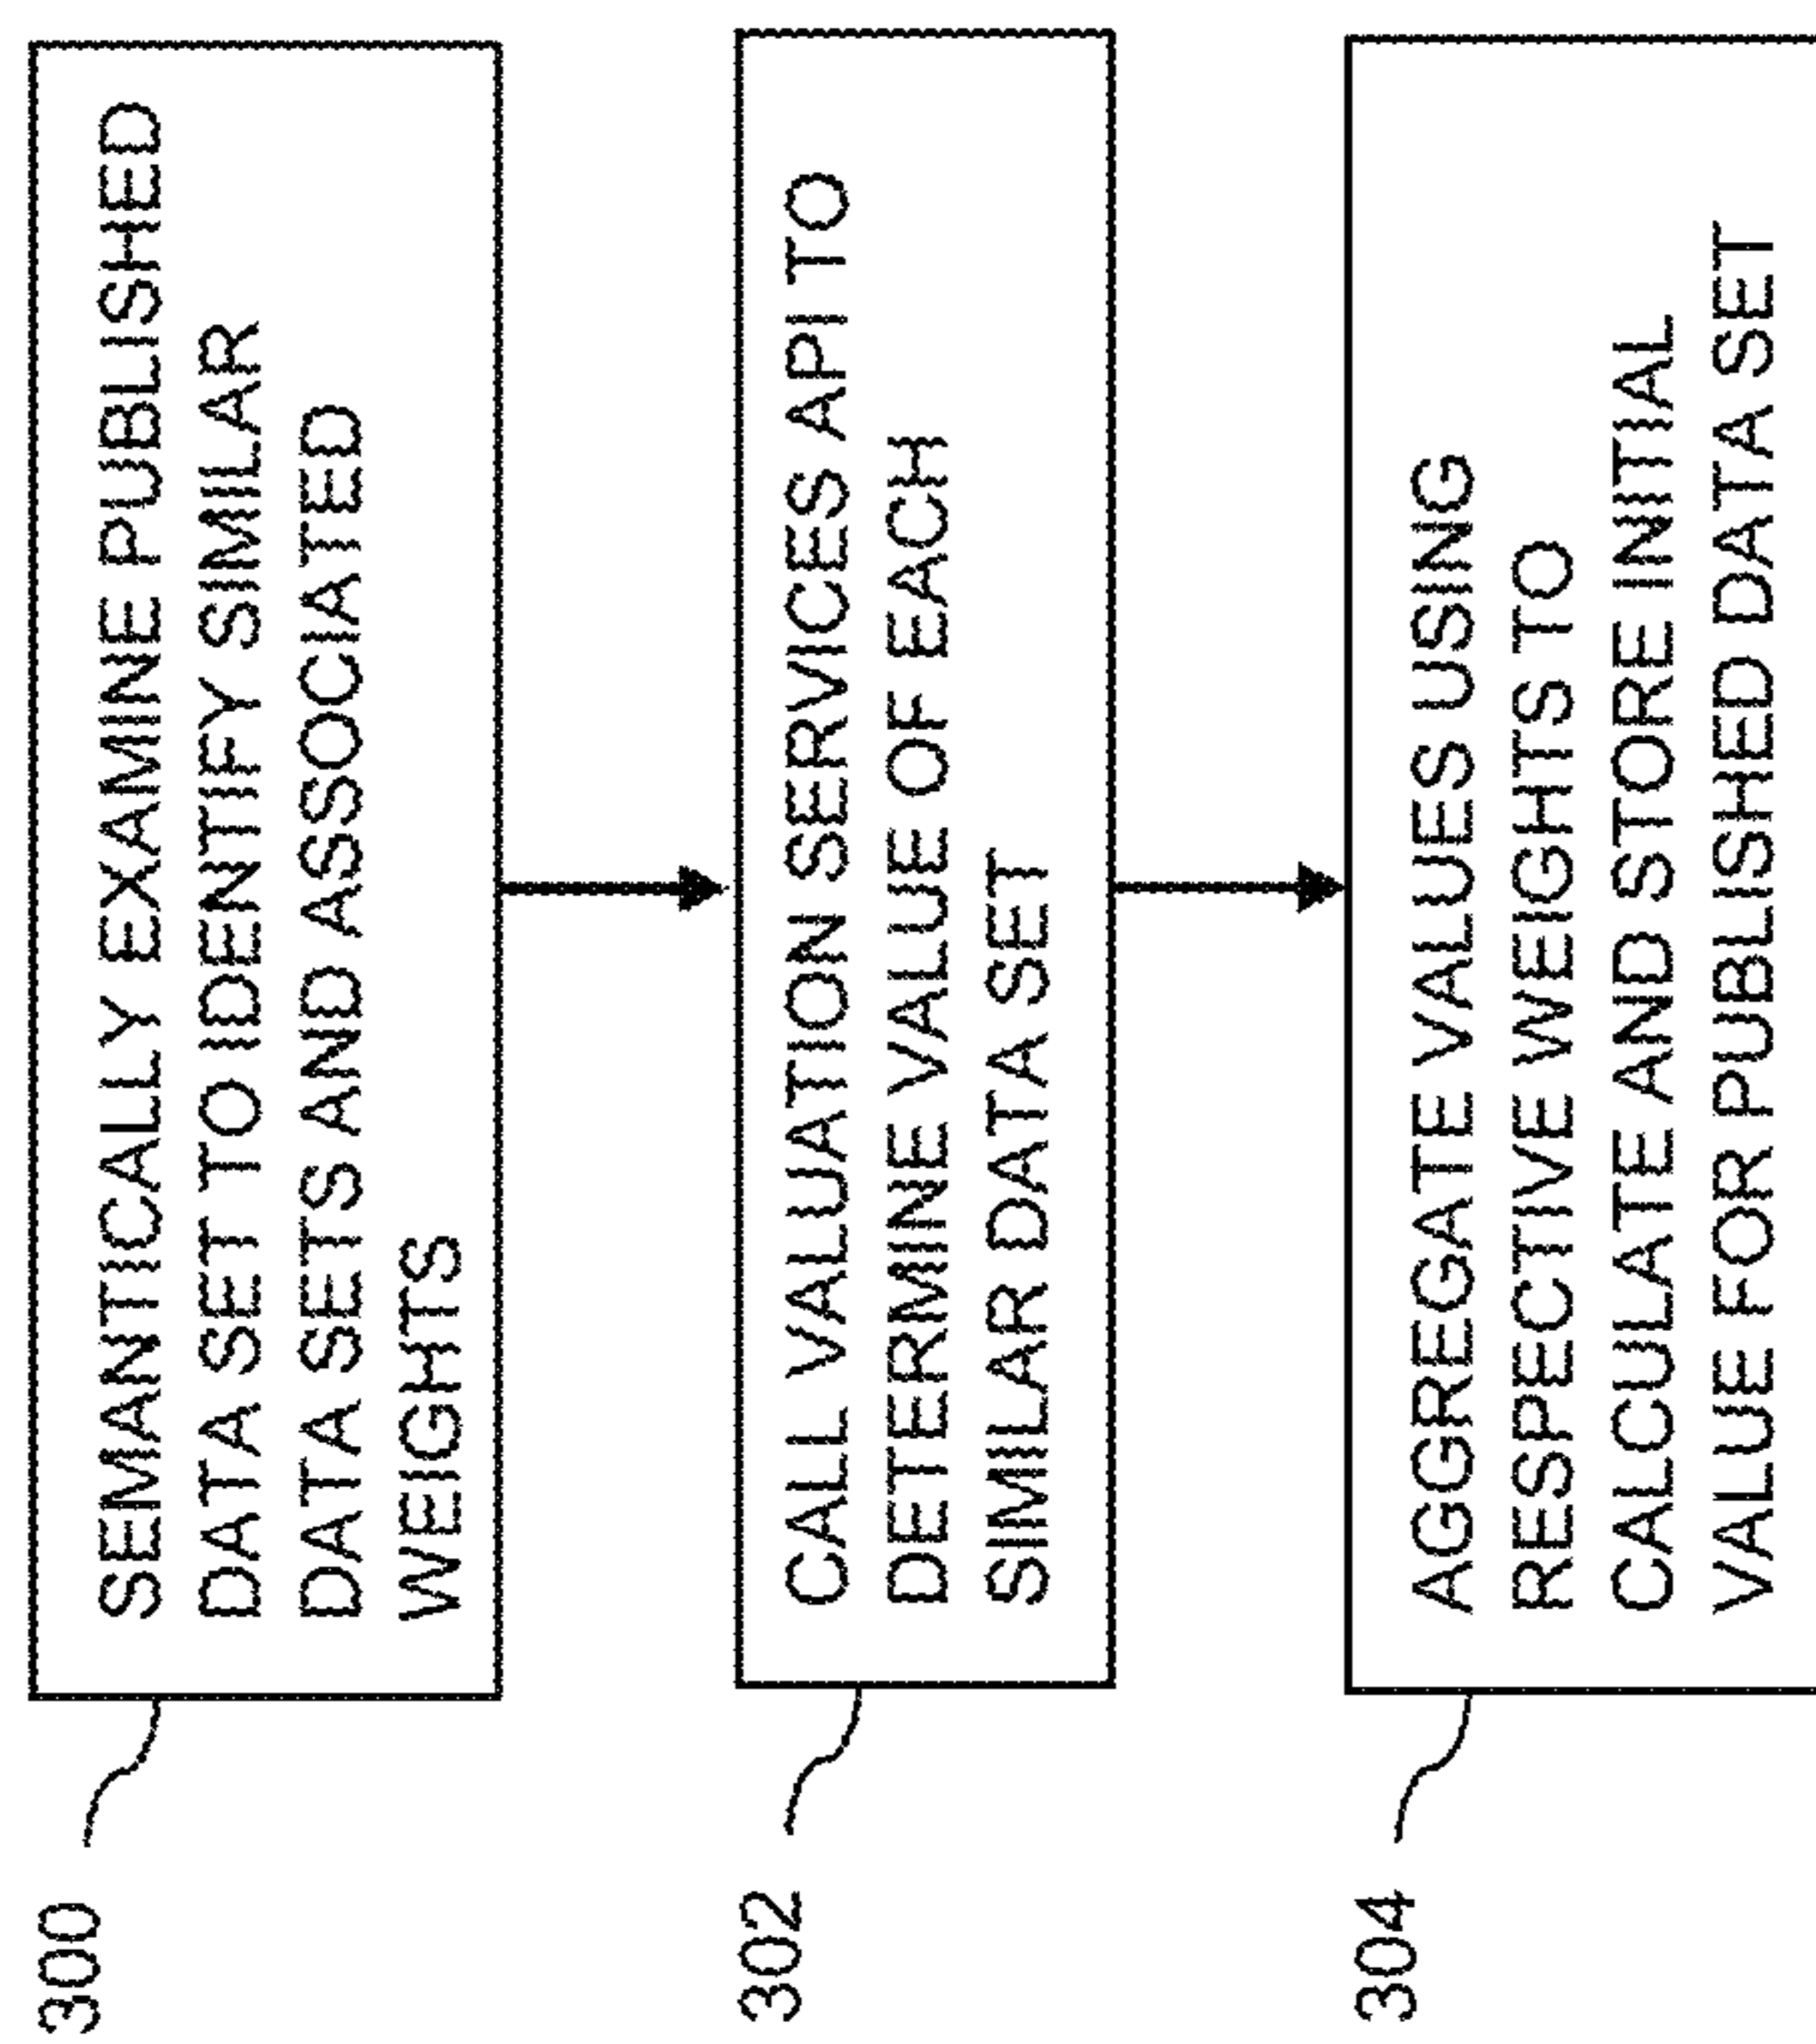 300
SEMANTICALLY EXAMINE PUBLISHED
DATA SET TO IDENTIFY SIMILAR
DATA SETS AND ASSOCIATED
WEIGHTS
302
CALL VALUATION SERVICES API TO
DETERMINE VALUE OF EACH
SIMILAR DATA SET
304
AGGREGATE VALUES USING
RESPECTIVE WEIGHTS TO
CALCULATE AND STORE INITIAL
VALUE FOR PUBLISHED DATA SET